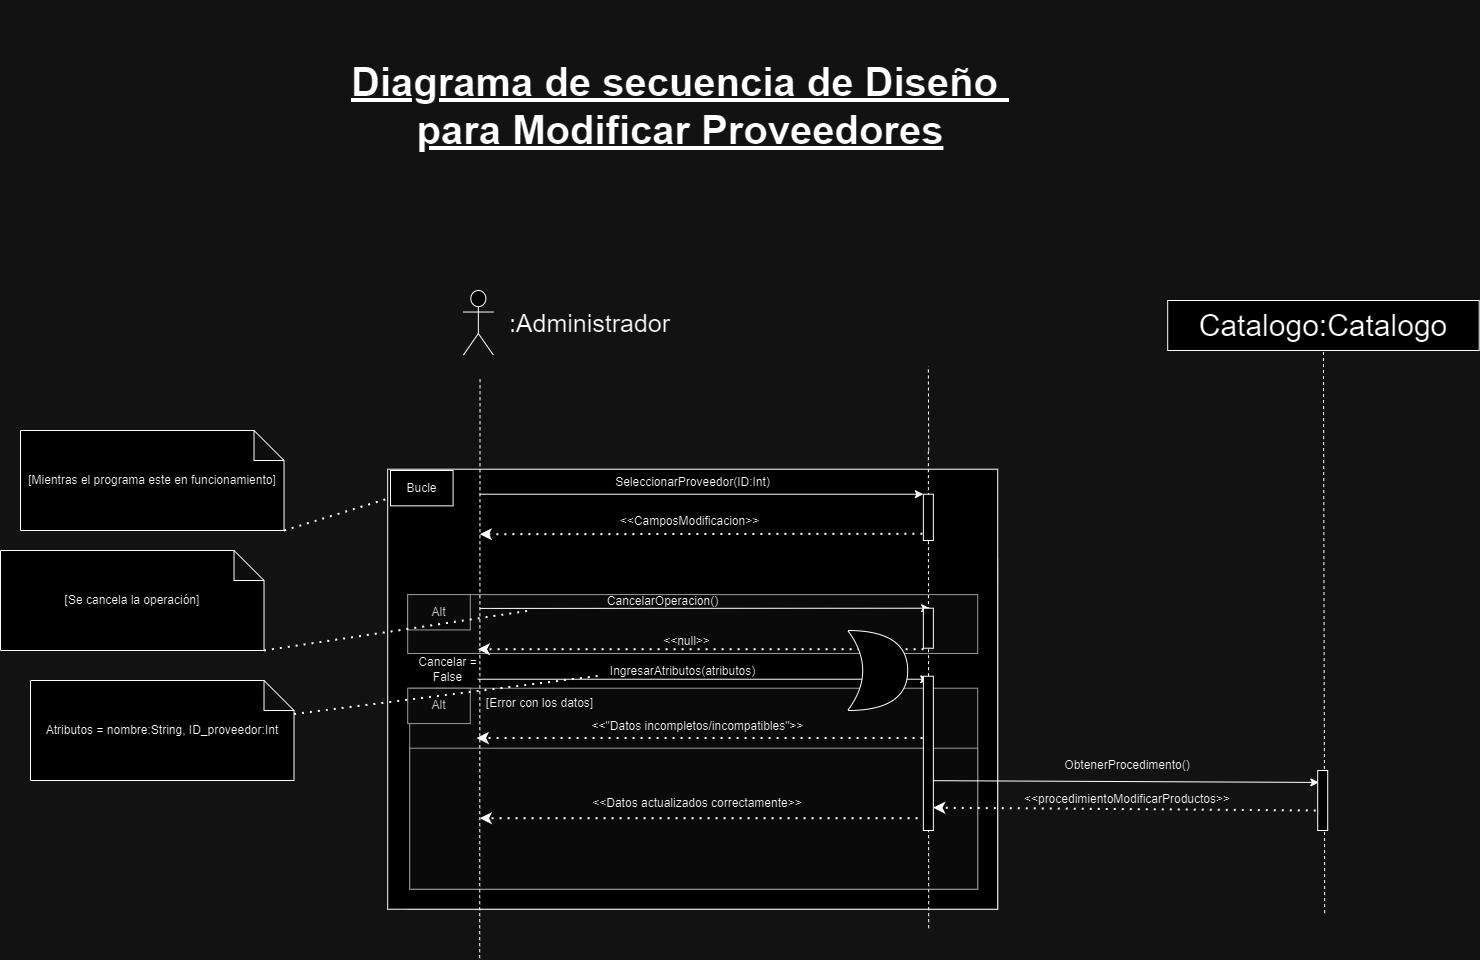 Diagrama de secuencia de Diseño
para Modificar Proveedores
:Administrador
Catalogo:Catalogo
[Mientras el programa este en funcionamiento]
Bucle
SeleccionarProveedor(ID:Int)
<<CamposModificacion>>
[Se cancela la operación]
Alt
CancelarOperacion()
<<null>>
Cancelar =
False
IngresarAtributos(atributos)
Atributos = nombre:String, ID_proveedor:Int
Alt
[Error con los datos]
<<"Datos incompletos/incompatibles">>
ObtenerProcedimento()
<<procedimientoModificarProductos>>
<<Datos actualizados correctamente>>